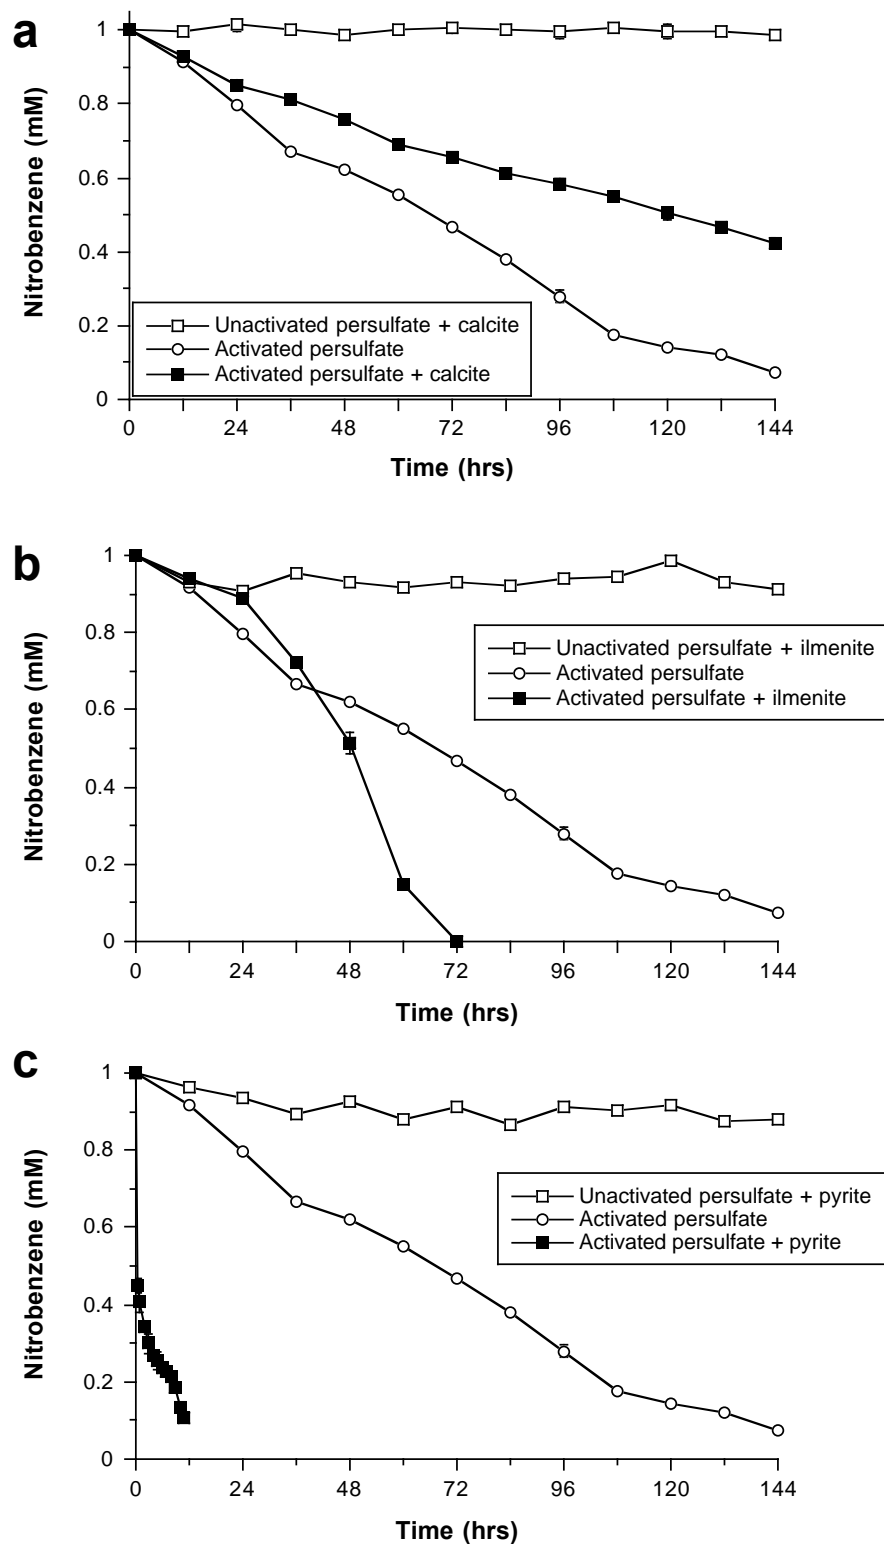 a
Nitrobenzene (mM)
1
0.8
0.6
0.4
0.2
0
Unactivated persulfate + calcite
Activated persulfate
Activated persulfate + calcite
0 24 48 72 96 120 144
Time (hrs)
b
Nitrobenzene (mM)
1
0.8
0.6
0.4
0.2
0
Unactivated persulfate + ilmenite
Activated persulfate
Activated persulfate + ilmenite
0 24 48 72 96 120 144
Time (hrs)
c
Nitrobenzene (mM)
1
0.8
0.6
0.4
0.2
0
Unactivated persulfate + pyrite
Activated persulfate
Activated persulfate + pyrite
0 24 48 72 96 120 144
Time (hrs)